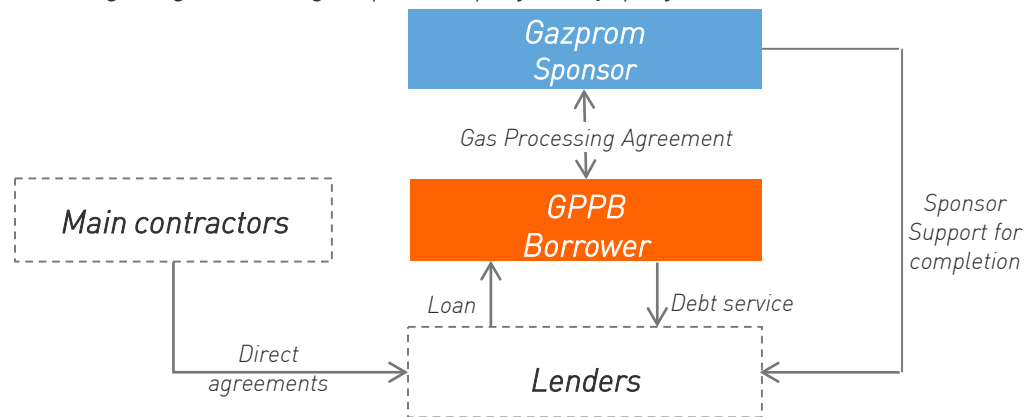 Gazprom
Sponsor
Gas Processing Agreement
Main contractors
GPPB
Borrower
Sponsor
Support for
completion
Loan
Debt service
Direct
agreements
Lenders